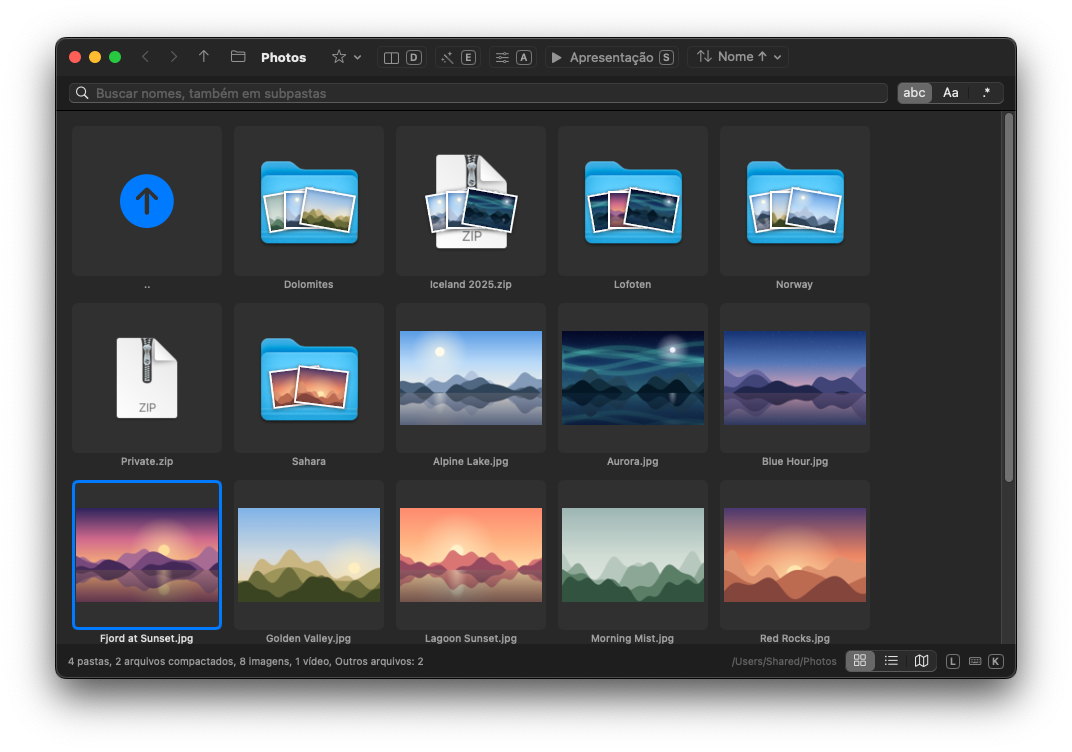 Photos
D
E
A
Apresentação S
Nome
Buscar nomes, também em subpastas
abc
Aa
.*
..
Dolomites
ZIP
Iceland 2025.zip
Lofoten
Norway
ZIP
Private.zip
Sahara
Alpine Lake.jpg
Aurora.jpg
Blue Hour.jpg
Fjord at Sunset.jpg
Golden Valley.jpg
Lagoon Sunset.jpg
Morning Mist.jpg
Red Rocks.jpg
4 pastas, 2 arquivos compactados, 8 imagens, 1 vídeo, Outros arquivos: 2
/Users/Shared/Photos
L
K